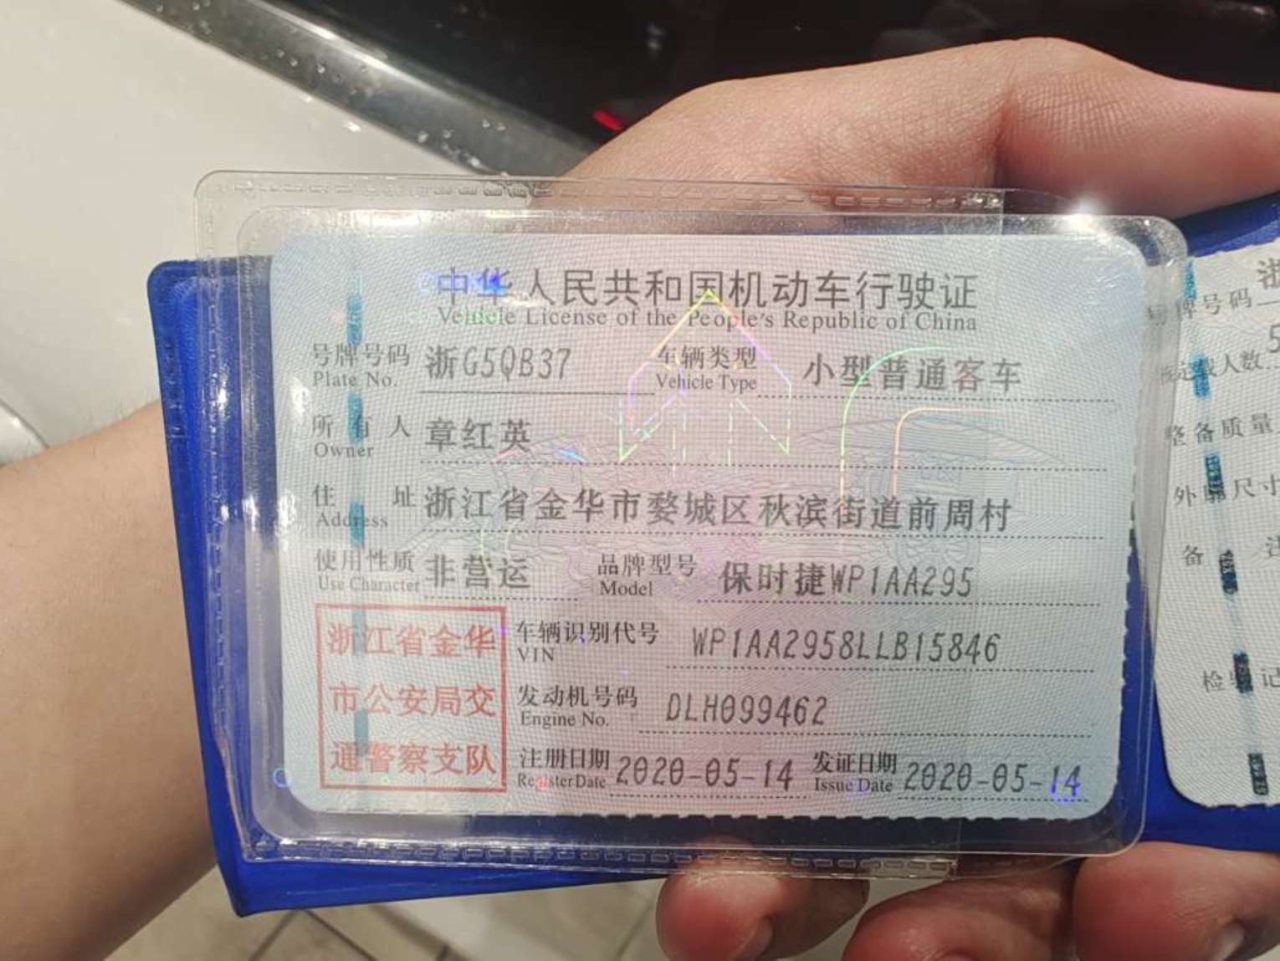 中华人民共和国机动车行驶证
Vehicle License of the People's Republic of China
号牌号码 浙G5QB37 车辆类型 小型普通客车
Plate No. Vehicle Type
所有人 章红英
Owner
住址 浙江省金华市婺城区秋滨街道前周村
Address
使用性质 非营运 品牌型号 保时捷WP1AA295
Use Character Model
浙江省金华
市公安局交
通警察支队
车辆识别代号 WP1AA2958LLB15846
VIN
发动机号码 DLH099462
Engine No.
注册日期 2020-05-14 发证日期 2020-05-14
Register Date Issue Date
号牌号码
人数 5
整备质量
外廓尺寸
备注
检验记